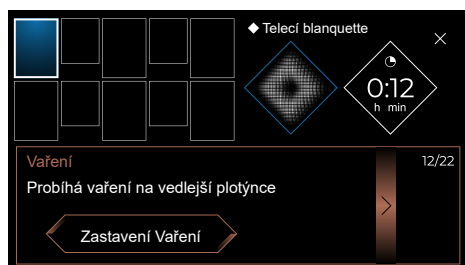 Telecí blanquette
0:12
h min
Vaření
12/22
Probíhá vaření na vedlejší plotýnce
Zastavení Vaření